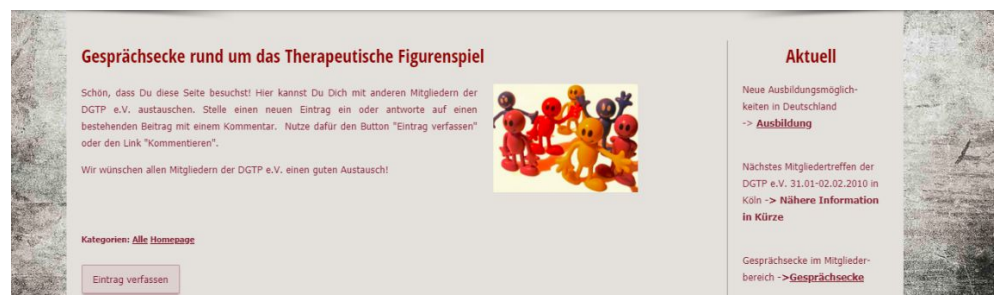 Gesprächsecke rund um das Therapeutische Figurenspiel
Schön, dass Du diese Seite besuchst! Hier kannst Du Dich mit anderen Mitgliedern der
DGTP e.V. austauschen. Stelle einen neuen Eintrag ein oder antworte auf einen
bestehenden Beitrag mit einem Kommentar. Nutze dafür den Button "Eintrag verfassen"
oder den Link "Kommentieren".
Wir wünschen allen Mitgliedern der DGTP e.V. einen guten Austausch!
Kategorien: Alle Homepage
Eintrag verfassen
Aktuell
Neue Ausbildungsmöglich-
keiten in Deutschland
-> Ausbildung
Nächstes Mitgliedertreffen der
DGTP e.V. 31.01-02.02.2010 in
Köln -> Nähere Information
in Kürze
Gesprächsecke im Mitglieder-
bereich ->Gesprächsecke